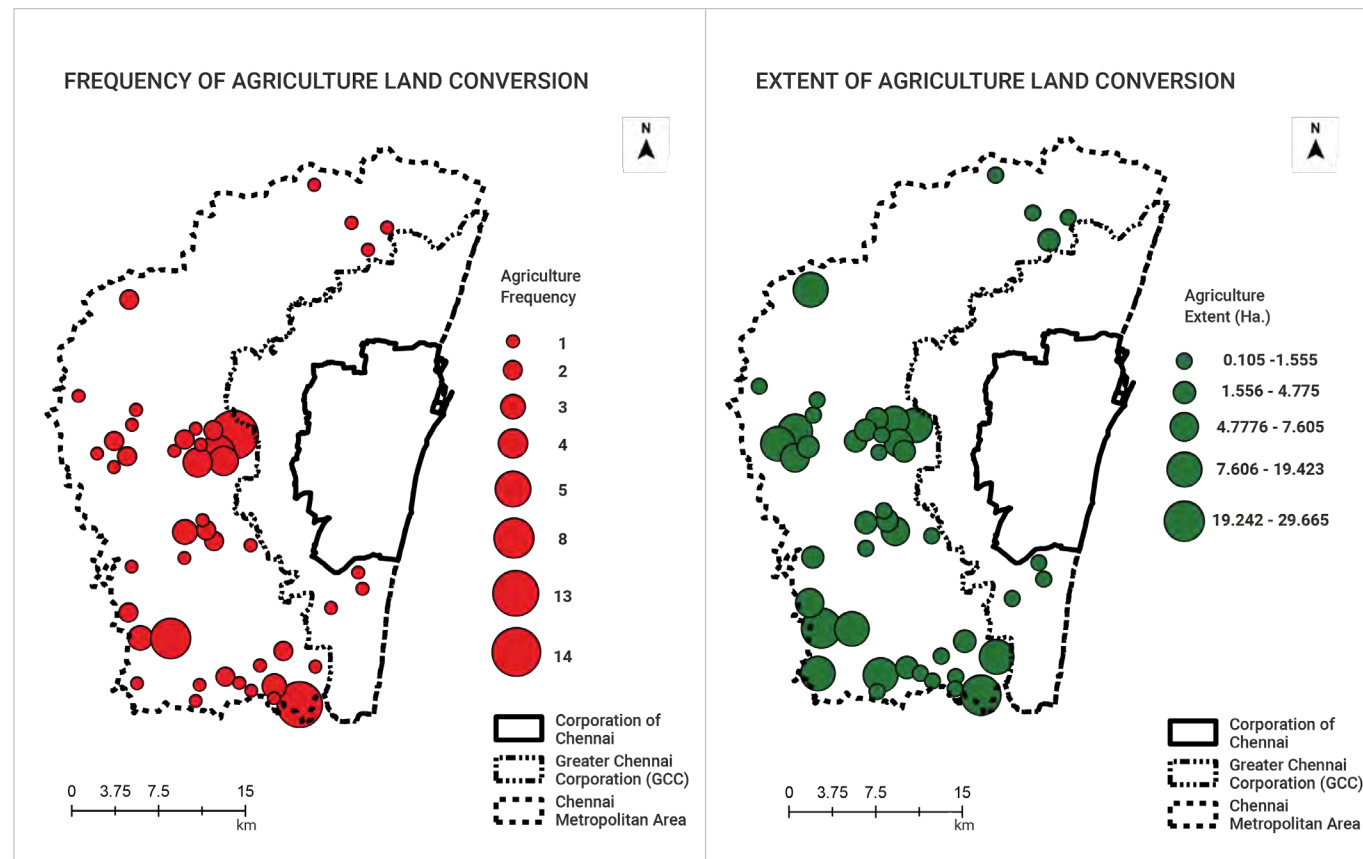 FREQUENCY OF AGRICULTURE LAND CONVERSION
N
Agriculture
Frequency
1
2
3
4
5
8
13
14
Corporation of
Chennai
Greater Chennai
Corporation (GCC)
Chennai
Metropolitan Area
0 3.75 7.5 15
km
EXTENT OF AGRICULTURE LAND CONVERSION
N
Agriculture
Extent (Ha.)
0.105 -1.555
1.556 - 4.775
4.7776 - 7.605
7.606 - 19.423
19.242 - 29.665
Corporation of
Chennai
Greater Chennai
Corporation (GCC)
Chennai
Metropolitan Area
0 3.75 7.5 15
km